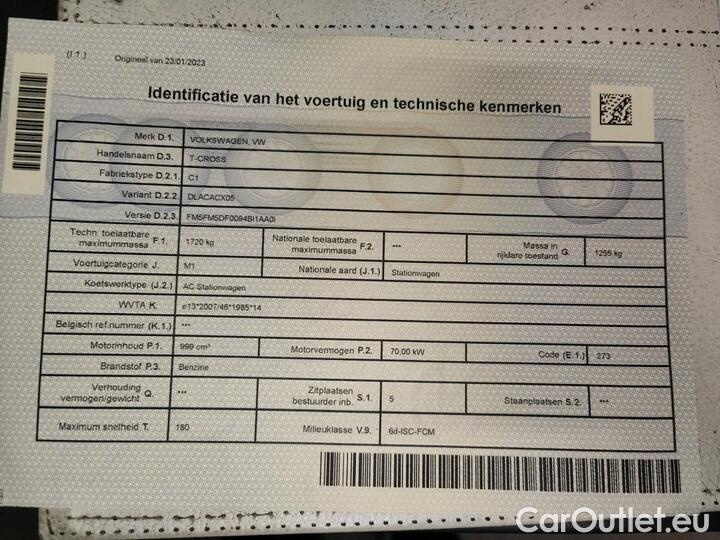 (I.1.) Origineel van 23/01/2023
Identificatie van het voertuig en technische kenmerken
Merk D.1. VOLKSWAGEN, VW
Handelsnaam D.3. T-CROSS
Fabriekstype D.2.1. C1
Variant D.2.2. DLACACX05
Versie D.2.3. FM5FM5DF0094BI1AA0I
Techn. toelaatbare maximummassa F.1. 1720 kg Nationale toelaatbare maximummassa F.2. *** Massa in rijklare toestand G. 1255 kg
Voertuigcategorie J. M1 Nationale aard (J.1.) Stationwagen
Koetswerktype (J.2.) AC Stationwagen
WVTA K. e13*2007/46*1985*14
Belgisch ref.nummer (K.1.) ***
Motorinhoud P.1. 999 cm³ Motorvermogen P.2. 70,00 kW Code (E.1.) 273
Brandstof P.3. Benzine
Verhouding vermogen/gewicht Q. *** Zitplaatsen bestuurder inb. S.1. 5 Staanplaatsen S.2. ***
Maximum snelheid T. 180 Milieuklasse V.9. 6d-ISC-FCM
CarOutlet.eu